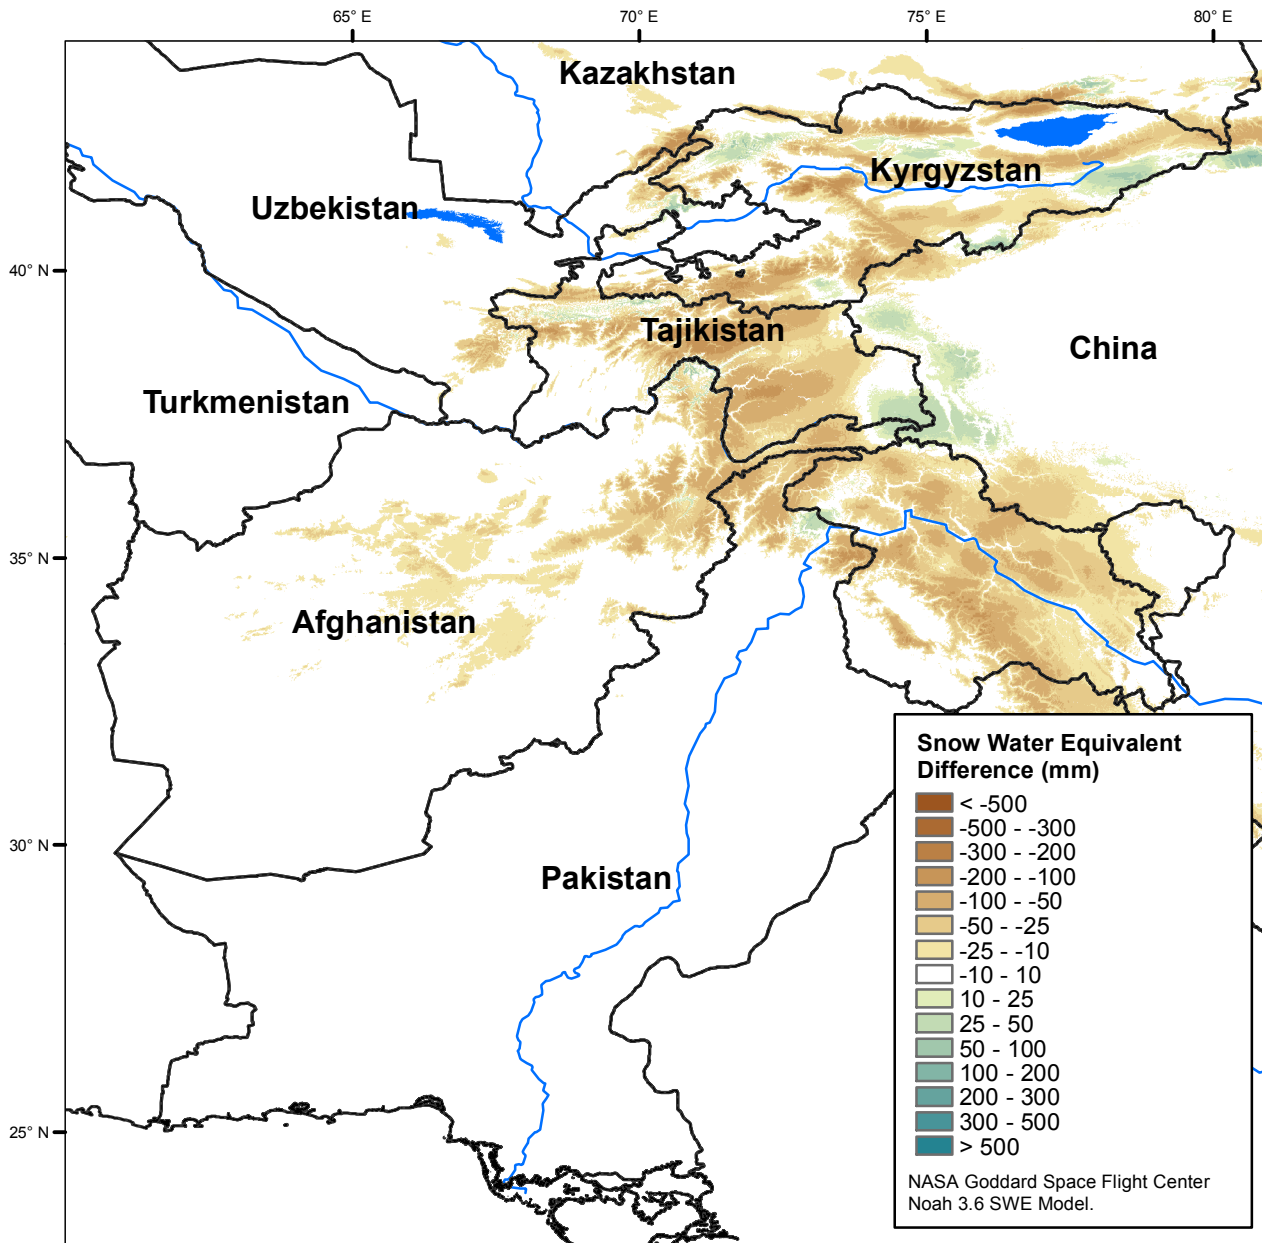 65° E
70° E
75° E
80° E
Kazakhstan
Kyrgyzstan
Uzbekistan
40° N
Tajikistan
China
Turkmenistan
35° N
Afghanistan
30° N
Pakistan
25° N
Snow Water Equivalent
Difference (mm)
< -500
-500 - -300
-300 - -200
-200 - -100
-100 - -50
-50 - -25
-25 - -10
-10 - 10
10 - 25
25 - 50
50 - 100
100 - 200
200 - 300
300 - 500
> 500
NASA Goddard Space Flight Center
Noah 3.6 SWE Model.